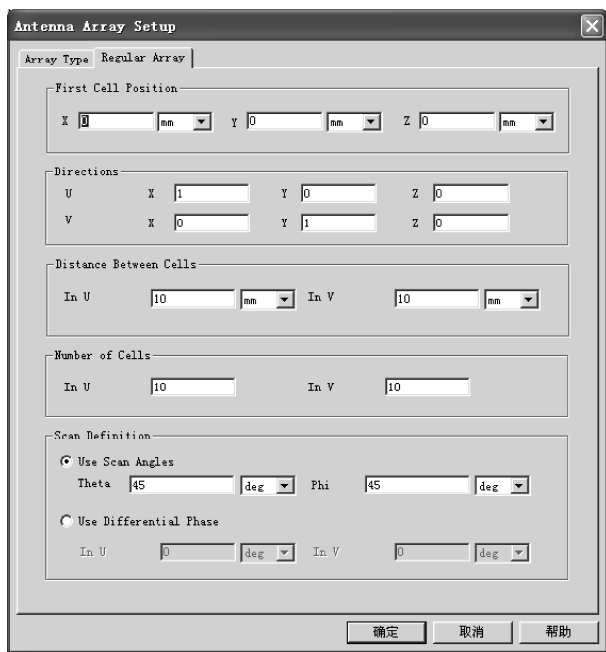 Antenna Array Setup
Array Type Regular Array
First Cell Position
X 0 mm Y 0 mm Z 0 mm
Directions
U X 1 Y 0 Z 0
V X 0 Y 1 Z 0
Distance Between Cells
In U 10 mm In V 10 mm
Number of Cells
In U 10 In V 10
Scan Definition
Use Scan Angles
Theta 45 deg Phi 45 deg
Use Differential Phase
In U 0 deg In V 0 deg
确定 取消 帮助